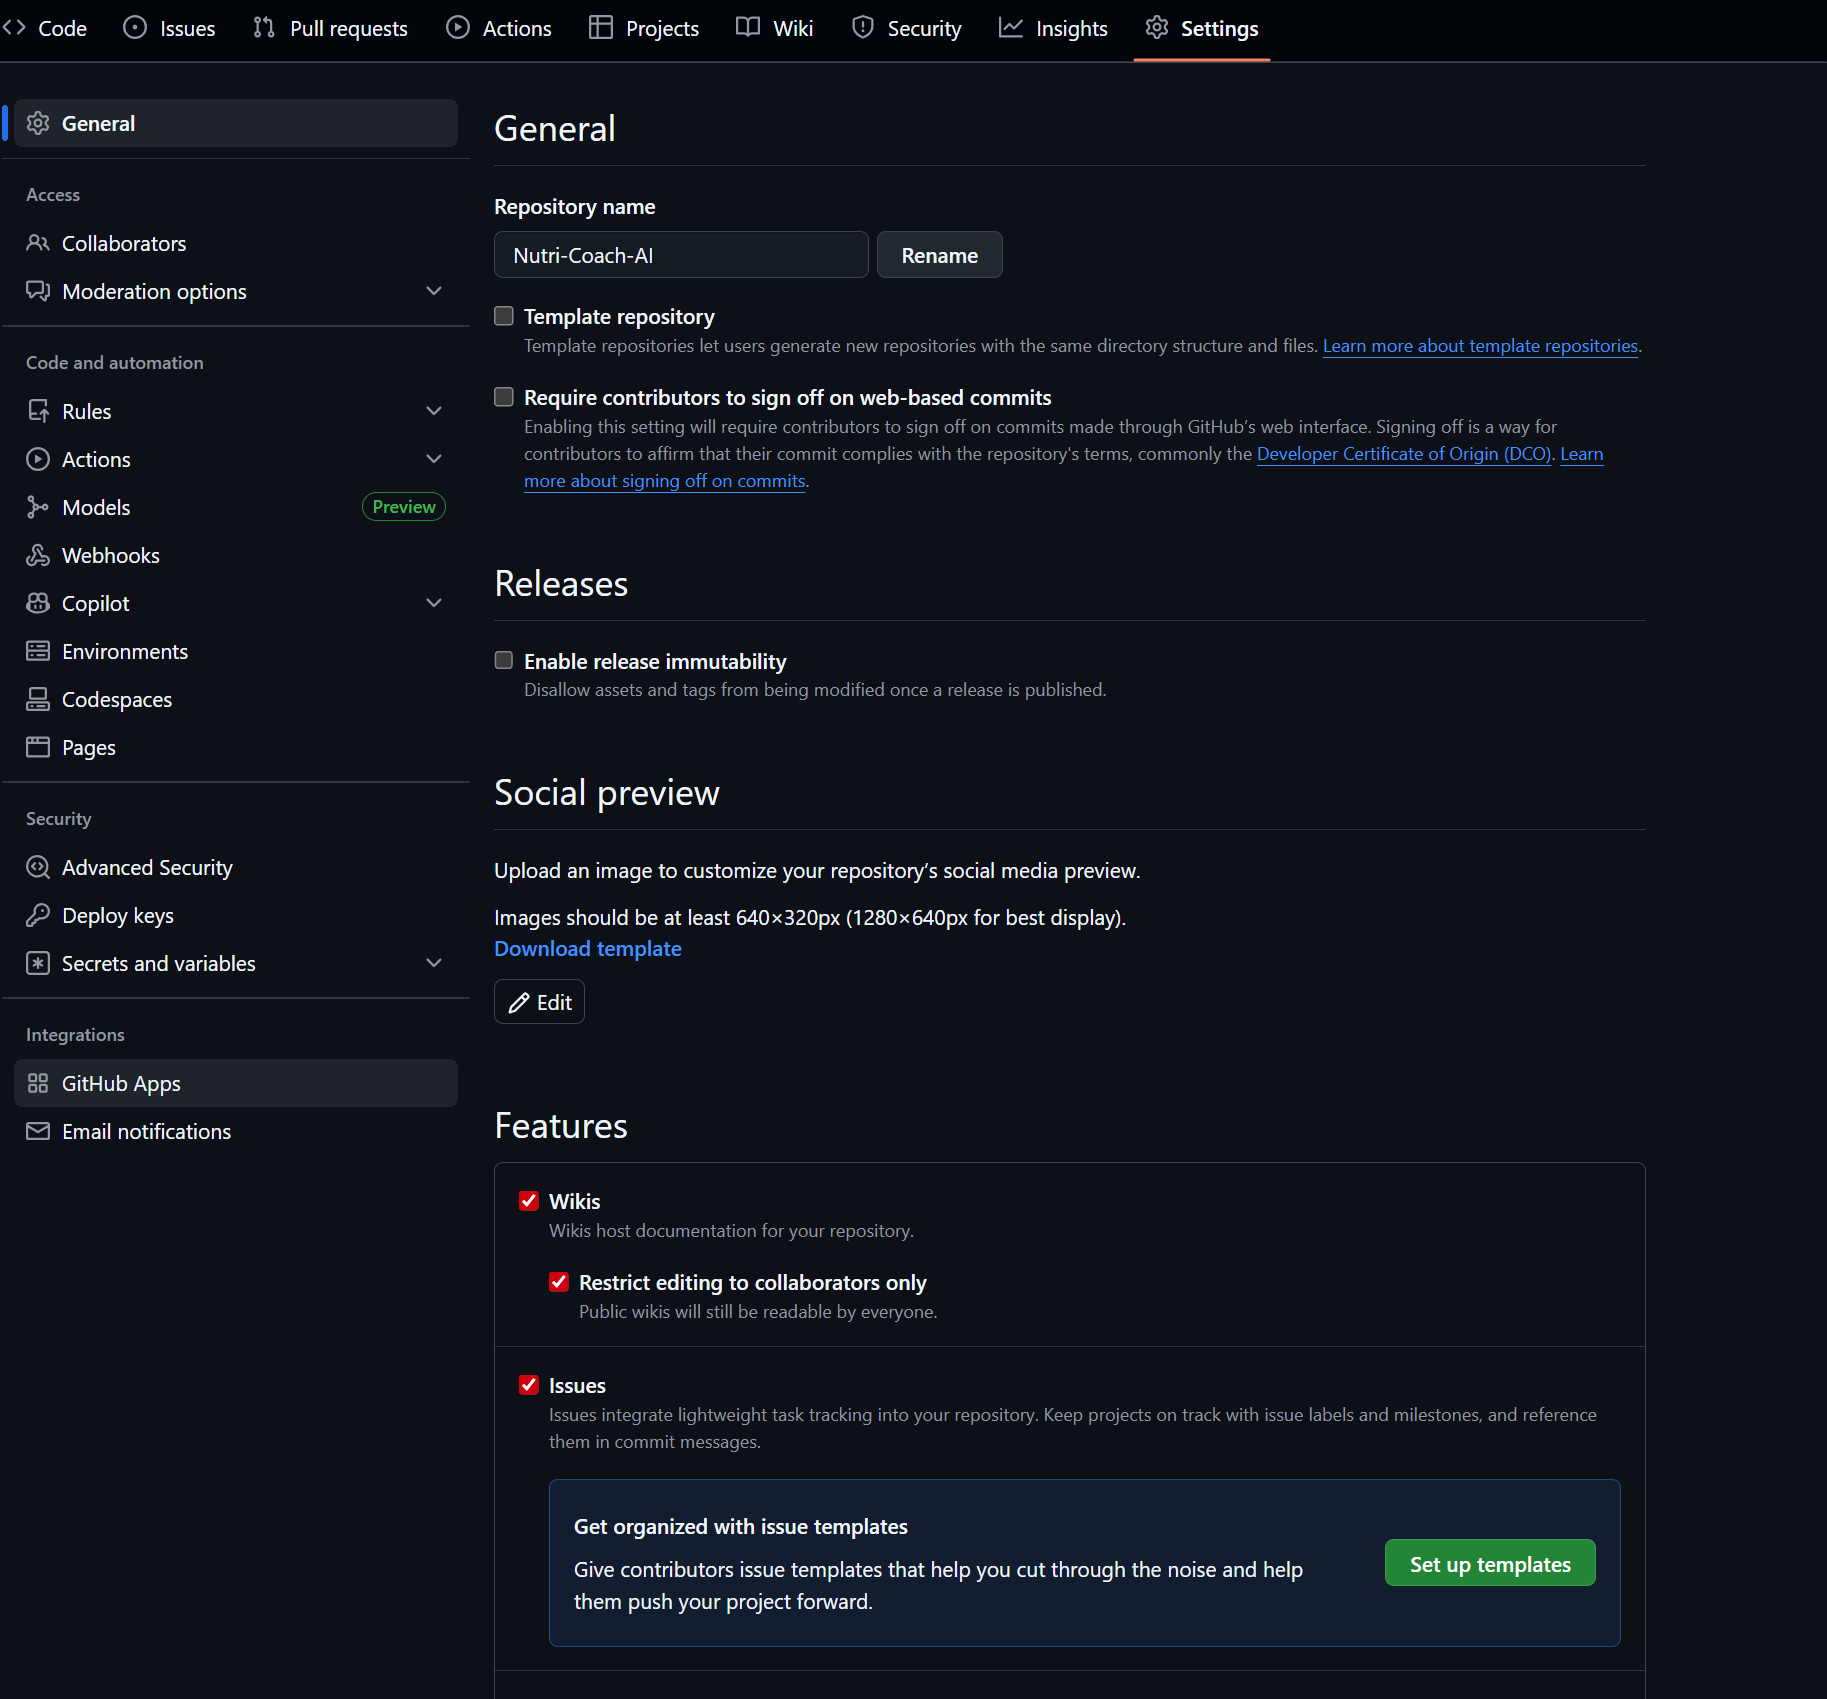 Code Issues Pull requests Actions Projects Wiki Security Insights Settings
General
Access
Collaborators
Moderation options
Code and automation
Rules
Actions
Models Preview
Webhooks
Copilot
Environments
Codespaces
Pages
Security
Advanced Security
Deploy keys
Secrets and variables
Integrations
GitHub Apps
Email notifications
General
Repository name
Nutri-Coach-AI Rename
Template repository
Template repositories let users generate new repositories with the same directory structure and files. Learn more about template repositories.
Require contributors to sign off on web-based commits
Enabling this setting will require contributors to sign off on commits made through GitHub’s web interface. Signing off is a way for
contributors to affirm that their commit complies with the repository's terms, commonly the Developer Certificate of Origin (DCO). Learn
more about signing off on commits.
Releases
Enable release immutability
Disallow assets and tags from being modified once a release is published.
Social preview
Upload an image to customize your repository’s social media preview.
Images should be at least 640×320px (1280×640px for best display).
Download template
Edit
Features
Wikis
Wikis host documentation for your repository.
Restrict editing to collaborators only
Public wikis will still be readable by everyone.
Issues
Issues integrate lightweight task tracking into your repository. Keep projects on track with issue labels and milestones, and reference
them in commit messages.
Get organized with issue templates
Give contributors issue templates that help you cut through the noise and help
them push your project forward.
Set up templates